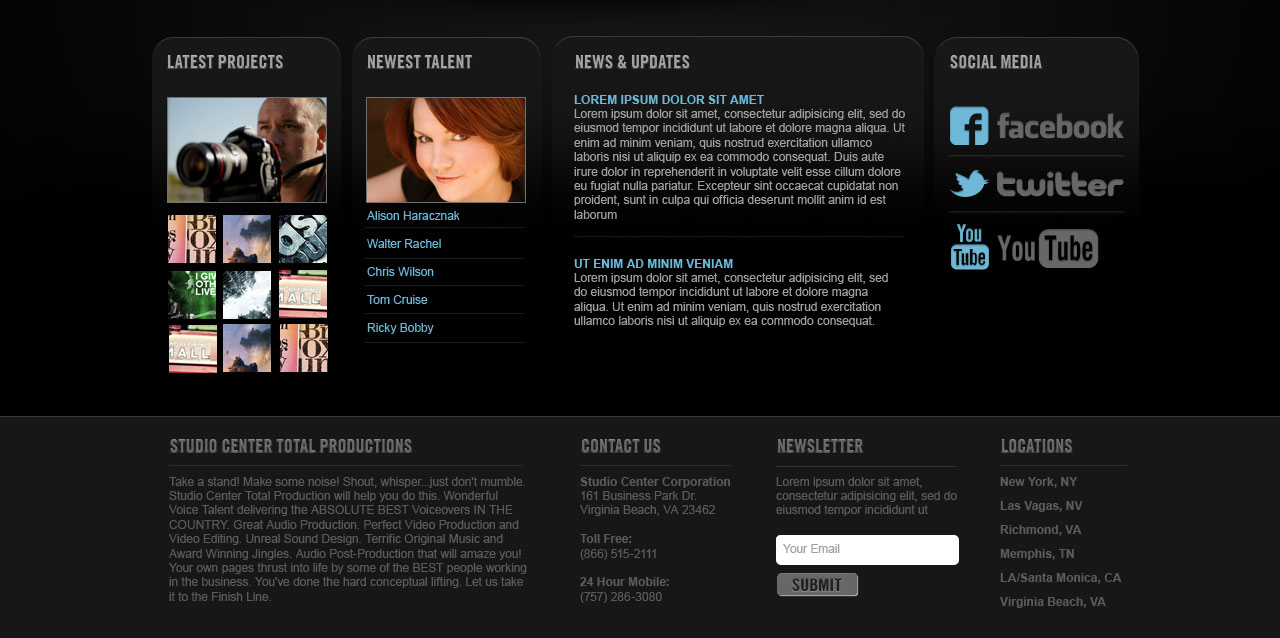 LATEST PROJECTS
NEWEST TALENT
Alison Haracznak
Walter Rachel
Chris Wilson
Tom Cruise
Ricky Bobby
NEWS & UPDATES
LOREM IPSUM DOLOR SIT AMET
Lorem ipsum dolor sit amet, consectetur adipisicing elit, sed do
eiusmod tempor incididunt ut labore et dolore magna aliqua. Ut
enim ad minim veniam, quis nostrud exercitation ullamco
laboris nisi ut aliquip ex ea commodo consequat. Duis aute
irure dolor in reprehenderit in voluptate velit esse cillum dolore
eu fugiat nulla pariatur. Excepteur sint occaecat cupidatat non
proident, sunt in culpa qui officia deserunt mollit anim id est
laborum
UT ENIM AD MINIM VENIAM
Lorem ipsum dolor sit amet, consectetur adipisicing elit, sed
do eiusmod tempor incididunt ut labore et dolore magna
aliqua. Ut enim ad minim veniam, quis nostrud exercitation
ullamco laboris nisi ut aliquip ex ea commodo consequat.
SOCIAL MEDIA
f facebook
twitter
You Tube YouTube
STUDIO CENTER TOTAL PRODUCTIONS
Take a stand! Make some noise! Shout, whisper...just don't mumble.
Studio Center Total Production will help you do this. Wonderful
Voice Talent delivering the ABSOLUTE BEST Voiceovers IN THE
COUNTRY. Great Audio Production. Perfect Video Production and
Video Editing. Unreal Sound Design. Terrific Original Music and
Award Winning Jingles. Audio Post-Production that will amaze you!
Your own pages thrust into life by some of the BEST people working
in the business. You've done the hard conceptual lifting. Let us take
it to the Finish Line.
CONTACT US
Studio Center Corporation
161 Business Park Dr.
Virginia Beach, VA 23462
Toll Free:
(866) 515-2111
24 Hour Mobile:
(757) 286-3080
NEWSLETTER
Lorem ipsum dolor sit amet,
consectetur adipisicing elit, sed do
eiusmod tempor incididunt ut
Your Email
SUBMIT
LOCATIONS
New York, NY
Las Vagas, NV
Richmond, VA
Memphis, TN
LA/Santa Monica, CA
Virginia Beach, VA